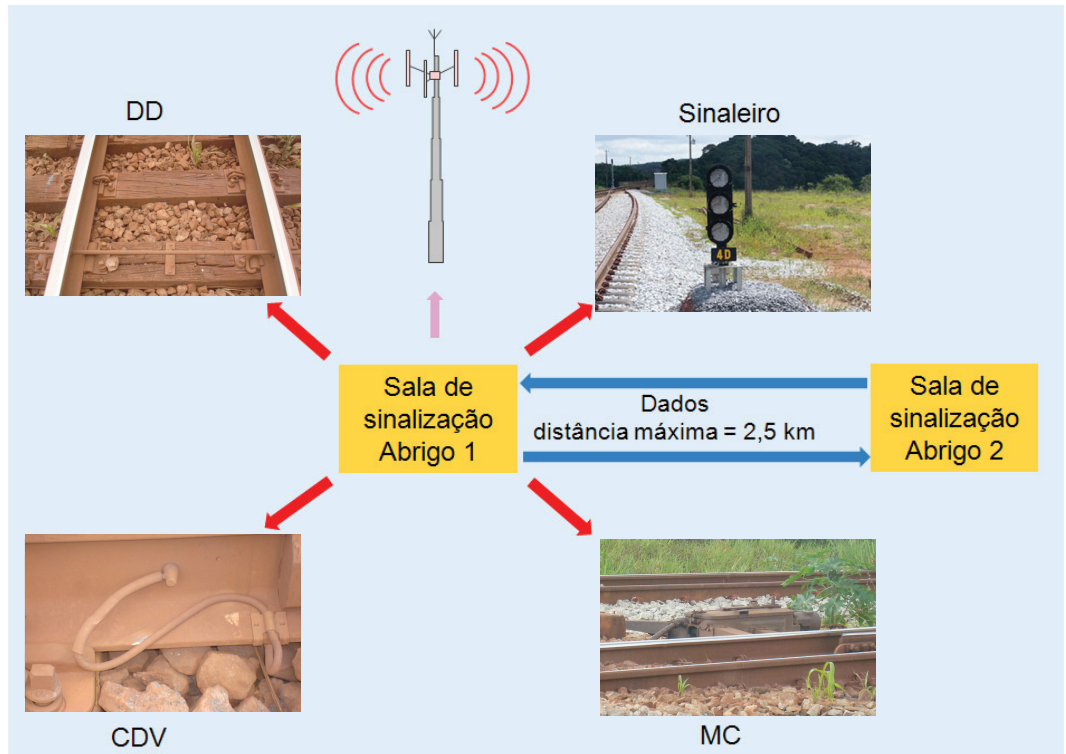 DD
Sinaleiro
4D
Sala de
sinalização
Abrigo 1
Dados
distância máxima = 2,5 km
Sala de
sinalização
Abrigo 2
CDV
MC